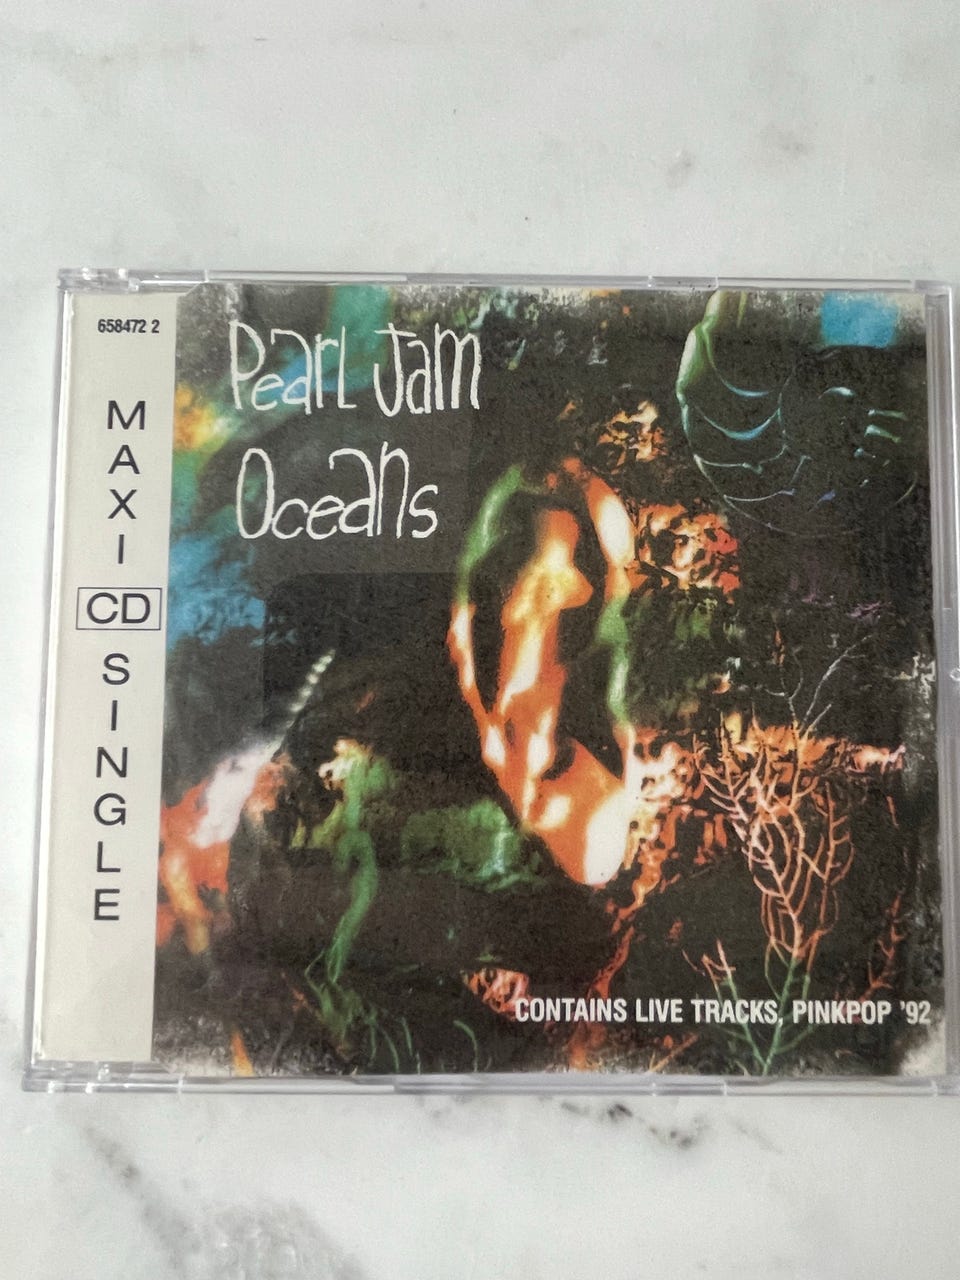 658472 2
MAXI
CD
SINGLE
PearL Jam
Oceans
CONTAINS LIVE TRACKS, PINKPOP '92